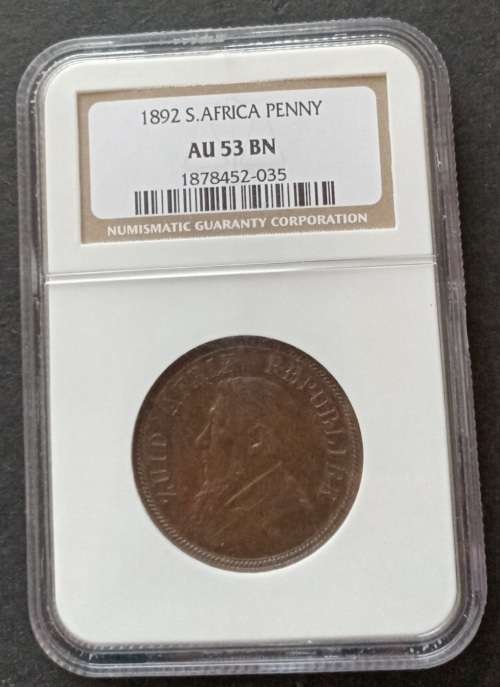 1892 S.AFRICA PENNY
AU 53 BN
1878452-035
NUMISMATIC GUARANTY CORPORATION
ZUID AFRIK. REPUBLIEK